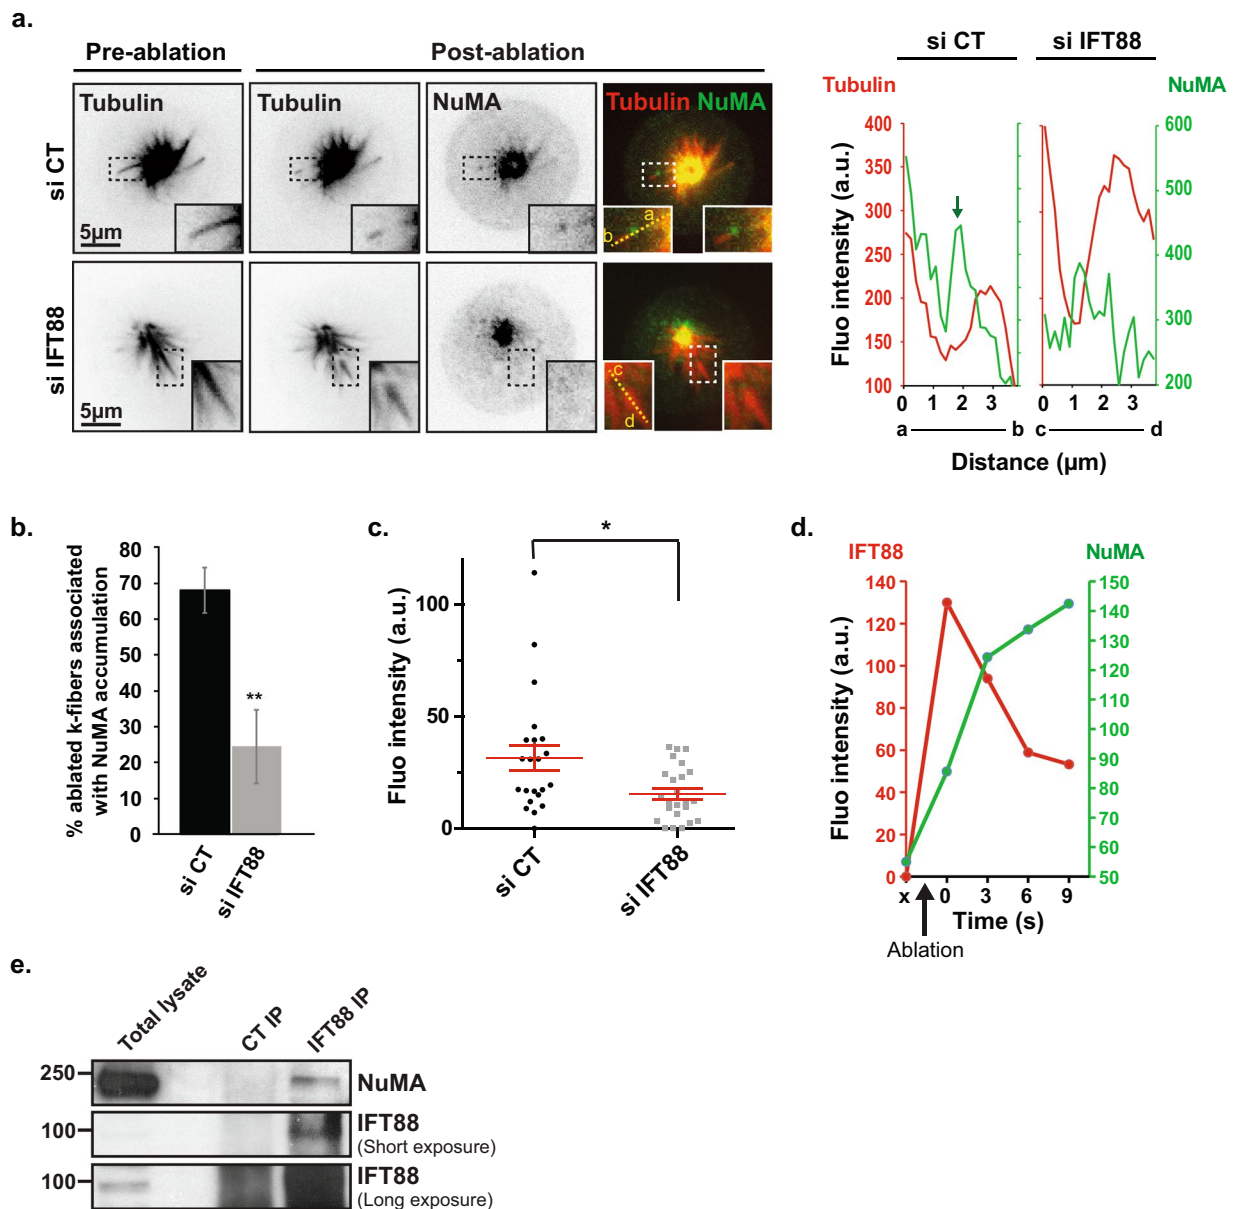 a.
Pre-ablation
Post-ablation
si CT
si IFT88
Tubulin
NuMA
si CT
Tubulin
Tubulin
NuMA
Tubulin NuMA
5µm
a
b
si IFT88
5µm
c
d
Fluo intensity (a.u.)
400
350
300
250
200
150
100
600
500
400
300
200
0 1 2 3
0 1 2 3
a b c d
Distance (µm)
b.
% ablated k-fibers associated
with NuMA accumulation
80
70
60
50
40
30
20
10
0
**
si CT
si IFT88
c.
*
Fluo intensity (a.u.)
100
50
0
si CT
si IFT88
d.
IFT88
NuMA
Fluo intensity (a.u.)
140
120
100
80
60
40
20
0
150
140
130
120
110
100
90
80
70
60
50
x 0 3 6 9
Time (s)
Ablation
e.
Total lysate
CT IP
IFT88 IP
250
NuMA
100
IFT88
(Short exposure)
100
IFT88
(Long exposure)